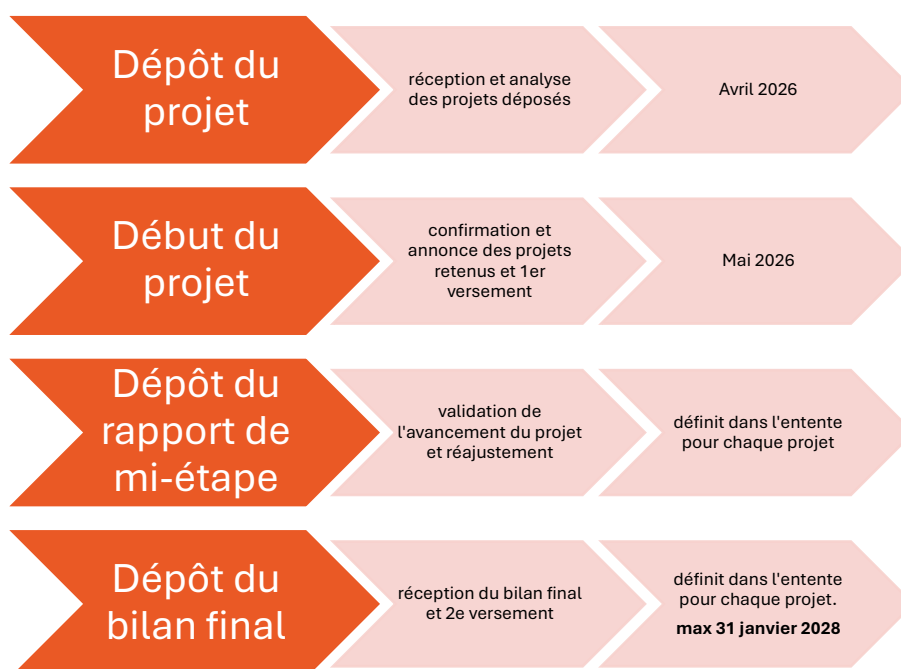 Dépôt du
projet
réception et analyse
des projets déposés
Avril 2026
Début du
projet
confirmation et
annonce des projets
retenus et 1er
versement
Mai 2026
Dépôt du
rapport de
mi-étape
validation de
l'avancement du projet
et réajustement
définit dans l'entente
pour chaque projet
Dépôt du
bilan final
réception du bilan final
et 2e versement
définit dans l'entente
pour chaque projet.
max 31 janvier 2028